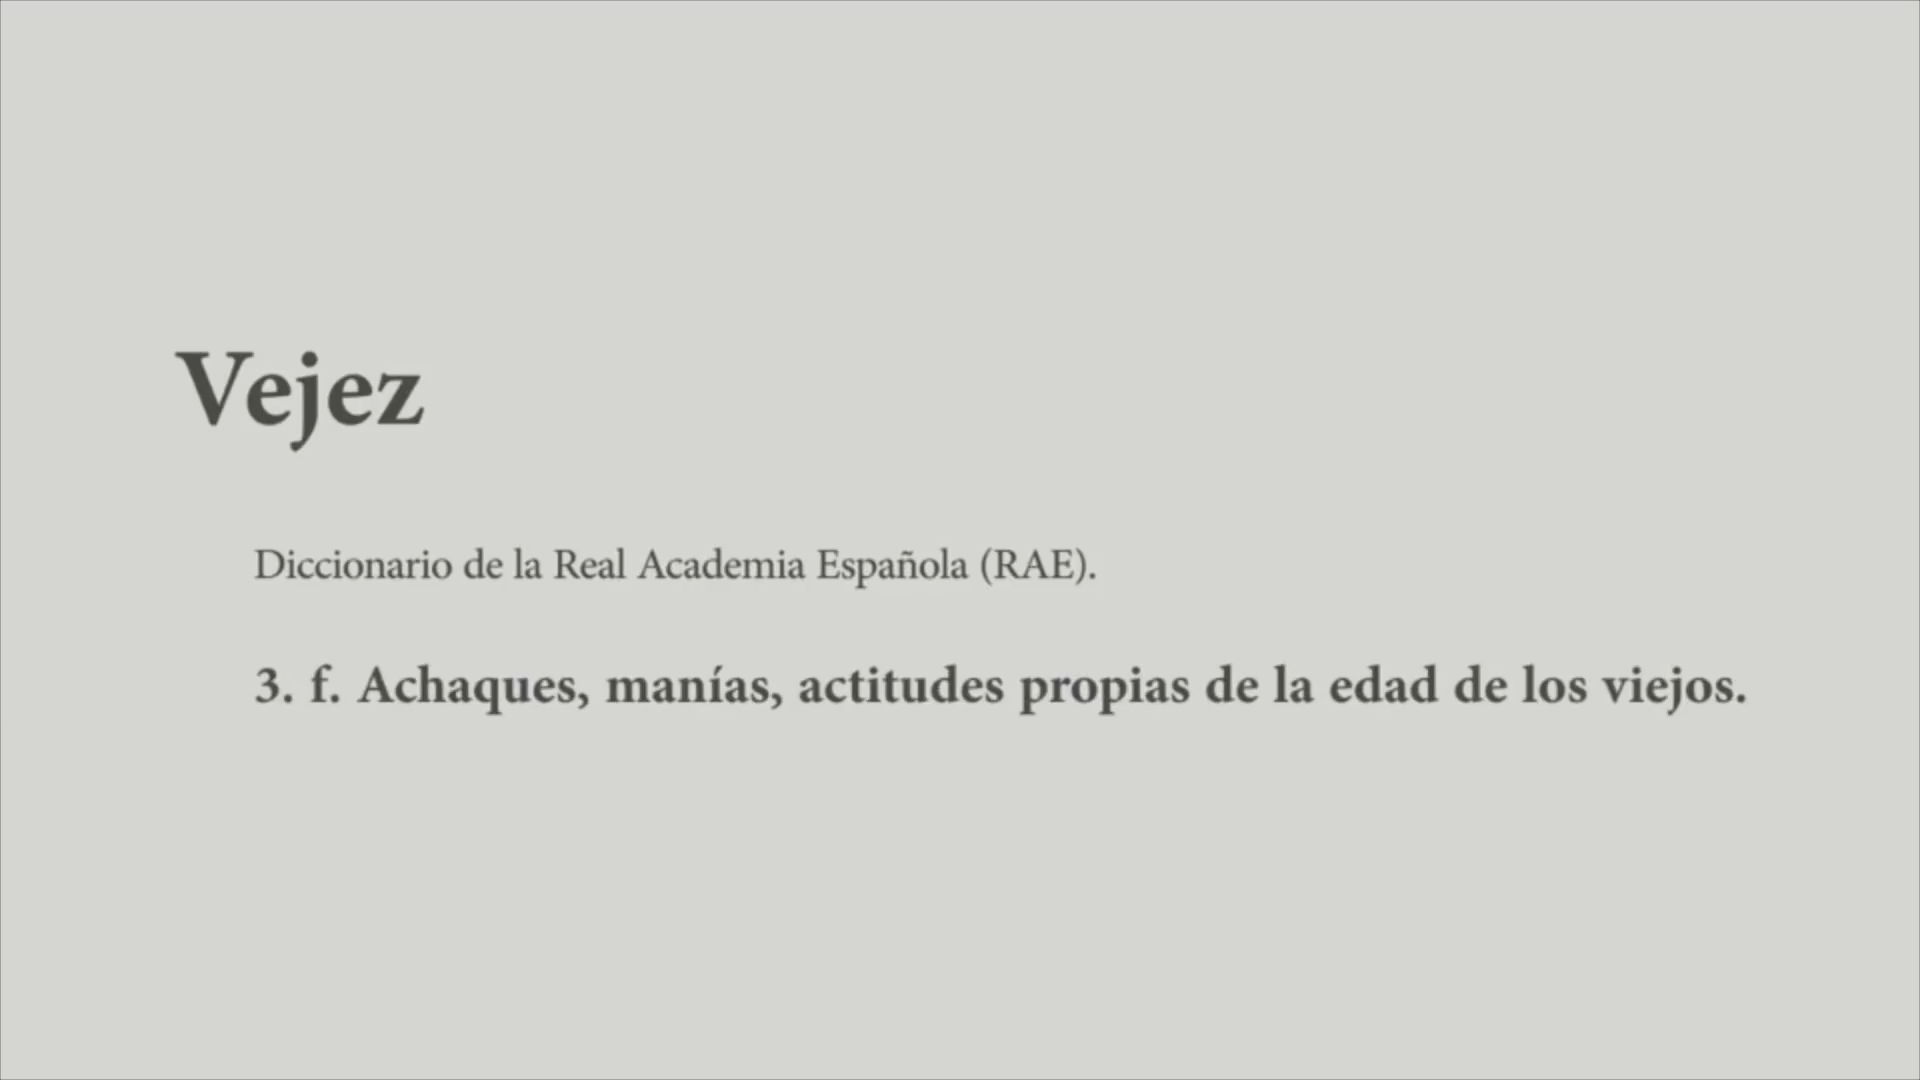 Vejez
Diccionario de la Real Academia Española (RAE).
3. f. Achaques, manías, actitudes propias de la edad de los viejos.